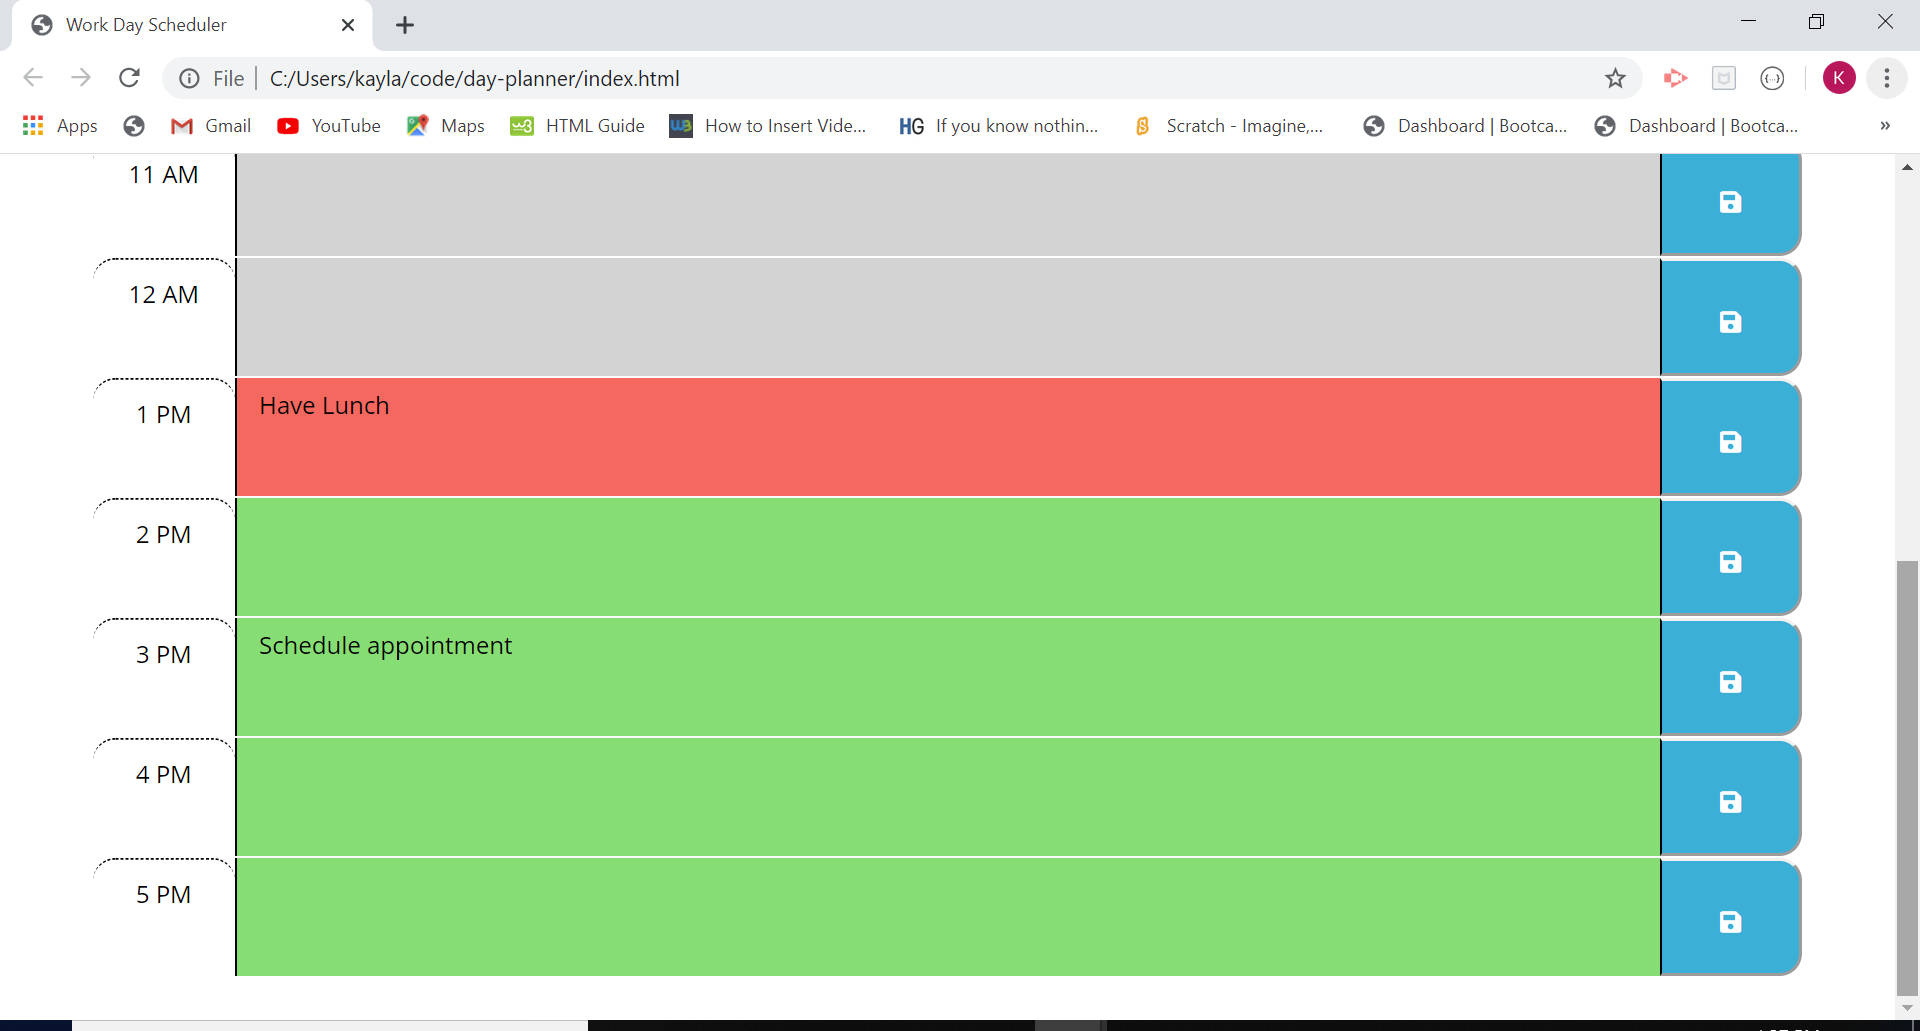 Work Day Scheduler
File C:/Users/kayla/code/day-planner/index.html
K
Apps Gmail YouTube Maps HTML Guide How to Insert Vide... HG If you know nothin... Scratch - Imagine,... Dashboard | Bootca... Dashboard | Bootca... »
11 AM
12 AM
1 PM Have Lunch
2 PM
3 PM Schedule appointment
4 PM
5 PM